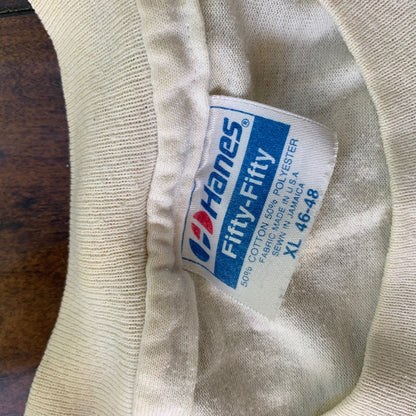 Hanes®
Fifty-Fifty
50% COTTON 50% POLYESTER
FABRIC MADE IN U.S.A
SEWN IN JAMAICA
XL 46-48